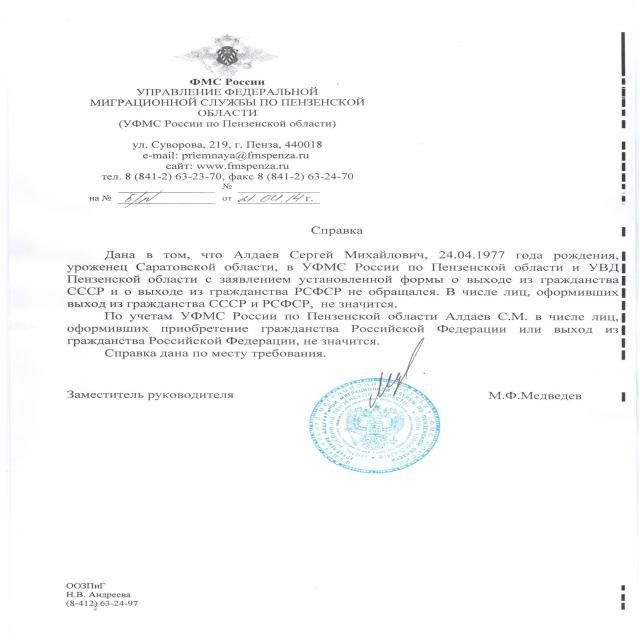 ФМС России
УПРАВЛЕНИЕ ФЕДЕРАЛЬНОЙ
МИГРАЦИОННОЙ СЛУЖБЫ ПО ПЕНЗЕНСКОЙ
ОБЛАСТИ
(УФМС России по Пензенской области)
ул. Суворова, 219, г. Пенза, 440018
e-mail: priemnaya@fmspenza.ru
сайт: www.fmspenza.ru
тел. 8 (841-2) 63-23-70, факс 8 (841-2) 63-24-70
№
на № б/н от 21.04.14г.
Справка
Дана в том, что Алдаев Сергей Михайлович, 24.04.1977 года рождения,
уроженец Саратовской области, в УФМС России по Пензенской области и УВД
Пензенской области с заявлением установленной формы о выходе из гражданства
СССР и о выходе из гражданства РСФСР не обращался. В числе лиц, оформивших
выход из гражданства СССР и РСФСР, не значится.
По учетам УФМС России по Пензенской области Алдаев С.М. в числе лиц,
оформивших приобретение гражданства Российской Федерации или выход из
гражданства Российской Федерации, не значится.
Справка дана по месту требования.
Заместитель руководителя М.Ф.Медведев
ООЗПиГ
Н.В. Андреева
(8-412) 63-24-97